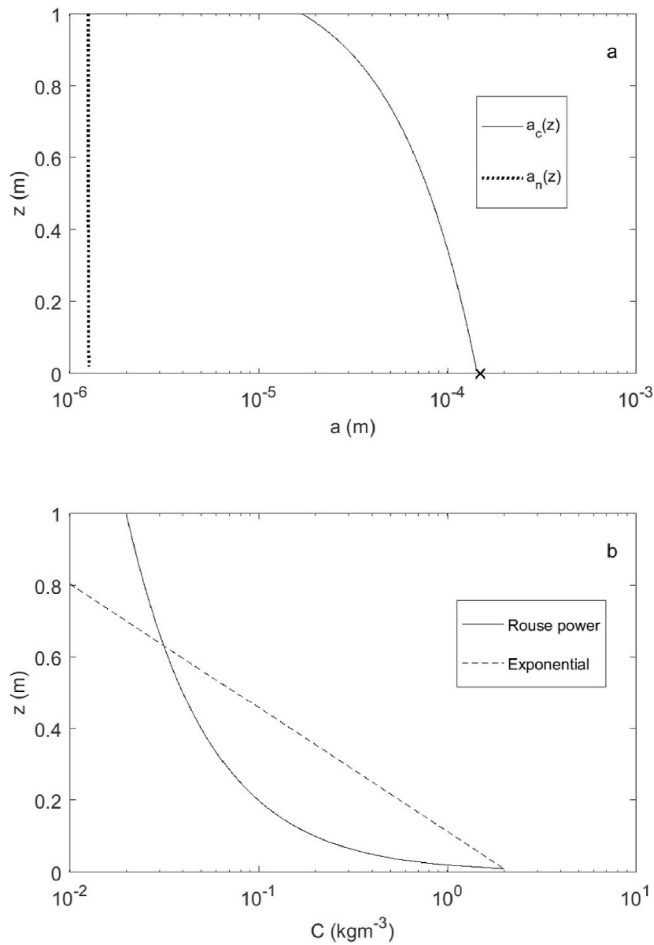 1
a
0.8
a_c(z)
z (m)
0.6
a_n(z)
0.4
0.2
0
10^-6
10^-5
10^-4
10^-3
a (m)
1
b
0.8
Rouse power
z (m)
0.6
Exponential
0.4
0.2
0
10^-2
10^-1
10^0
10^1
C (kgm^-3)